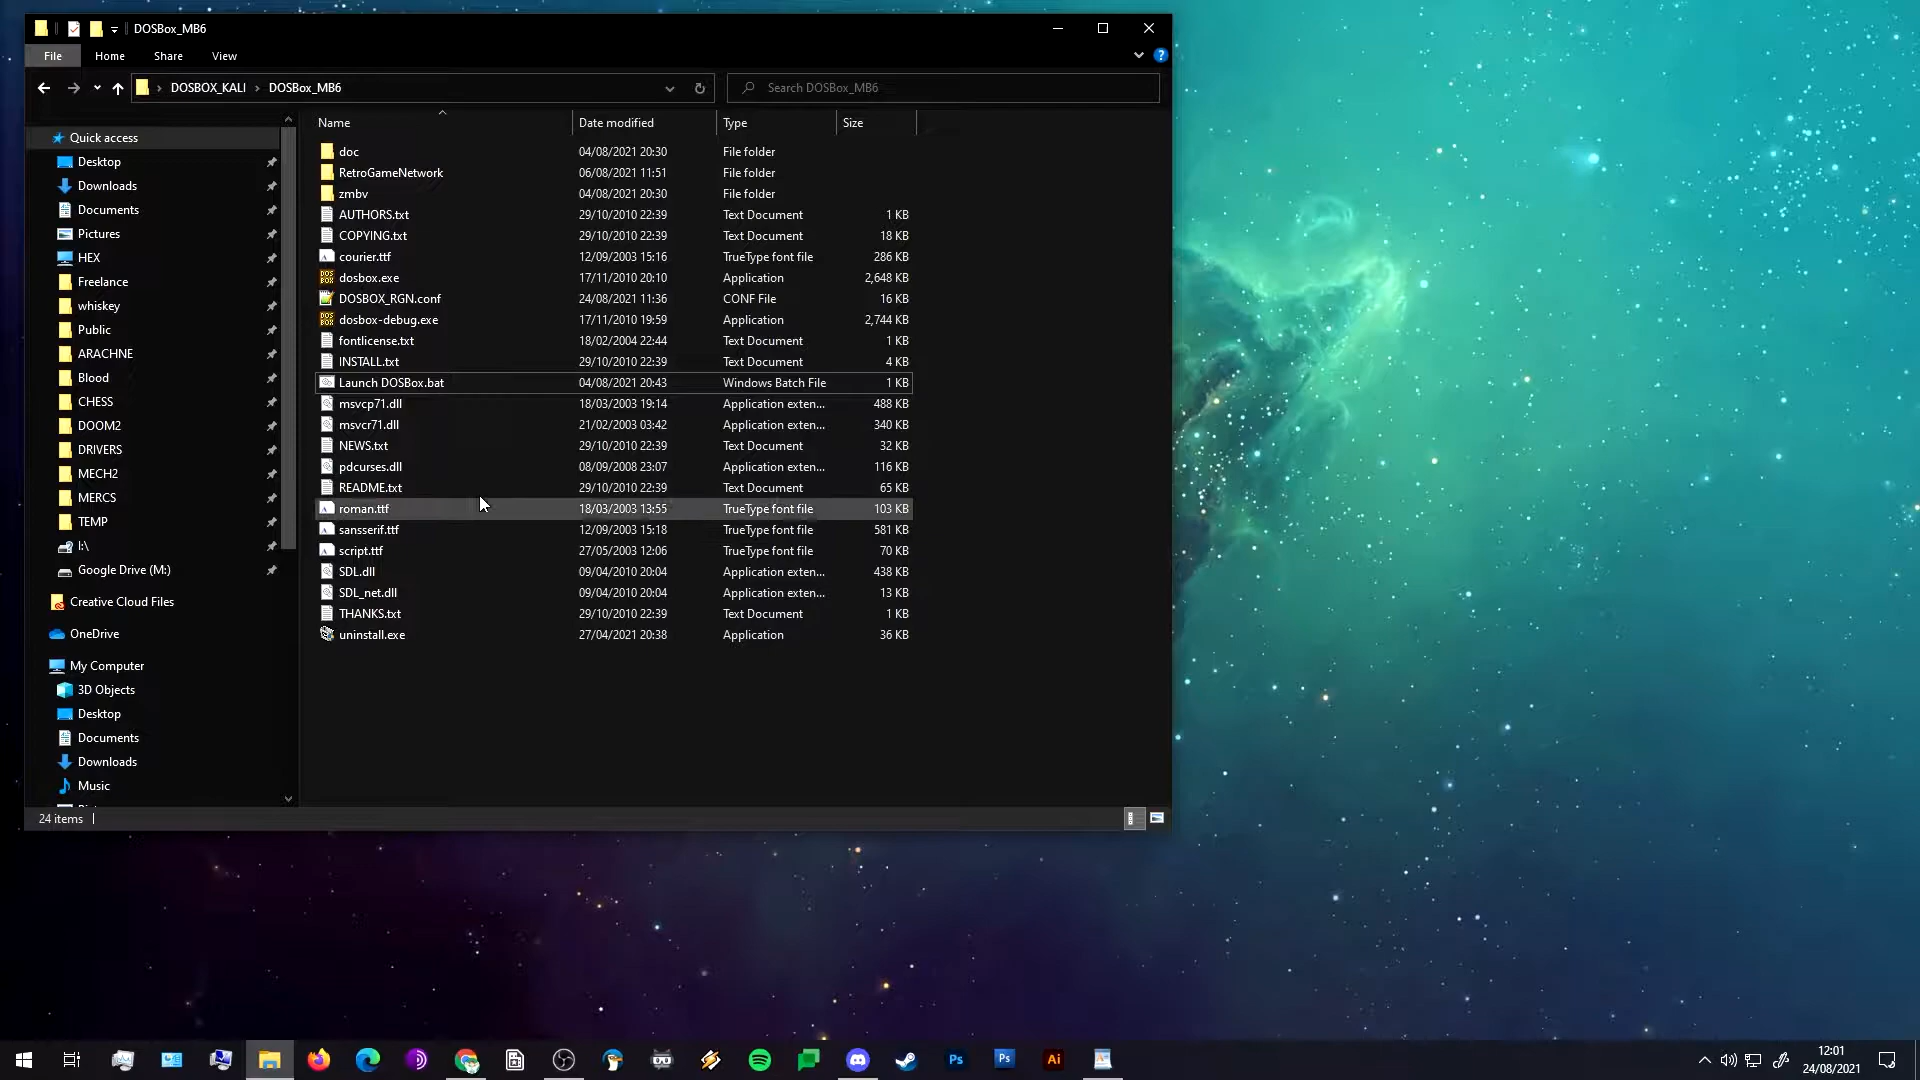 DOSBox_MB6
File Home Share View
DOSBOX_KALI DOSBox_MB6
Search DOSBox_MB6
Name Date modified Type Size
doc 04/08/2021 20:30 File folder
RetroGameNetwork 06/08/2021 11:51 File folder
zmbv 04/08/2021 20:30 File folder
AUTHORS.txt 29/10/2010 22:39 Text Document 1 KB
COPYING.txt 29/10/2010 22:39 Text Document 18 KB
courier.ttf 12/09/2003 15:16 TrueType font file 286 KB
dosbox.exe 17/11/2010 20:10 Application 2,648 KB
DOSBOX_RGN.conf 24/08/2021 11:36 CONF File 16 KB
dosbox-debug.exe 17/11/2010 19:59 Application 2,744 KB
fontlicense.txt 18/02/2004 22:44 Text Document 1 KB
INSTALL.txt 29/10/2010 22:39 Text Document 4 KB
Launch DOSBox.bat 04/08/2021 20:43 Windows Batch File 1 KB
msvcp71.dll 18/03/2003 19:14 Application exten... 488 KB
msvcr71.dll 21/02/2003 03:42 Application exten... 340 KB
NEWS.txt 29/10/2010 22:39 Text Document 32 KB
pdcurses.dll 08/09/2008 23:07 Application exten... 116 KB
README.txt 29/10/2010 22:39 Text Document 65 KB
roman.ttf 18/03/2003 13:55 TrueType font file 103 KB
sansserif.ttf 12/09/2003 15:18 TrueType font file 581 KB
script.ttf 27/05/2003 12:06 TrueType font file 70 KB
SDL.dll 09/04/2010 20:04 Application exten... 438 KB
SDL_net.dll 09/04/2010 20:04 Application exten... 13 KB
THANKS.txt 29/10/2010 22:39 Text Document 1 KB
uninstall.exe 27/04/2021 20:38 Application 36 KB
Quick access
Desktop
Downloads
Documents
Pictures
HEX
Freelance
whiskey
Public
ARACHNE
Blood
CHESS
DOOM2
DRIVERS
MECH2
MERCS
TEMP
I:\
Google Drive (M:)
Creative Cloud Files
OneDrive
My Computer
3D Objects
Desktop
Documents
Downloads
Music
24 items
Ps Ps Ai
12:01
24/08/2021